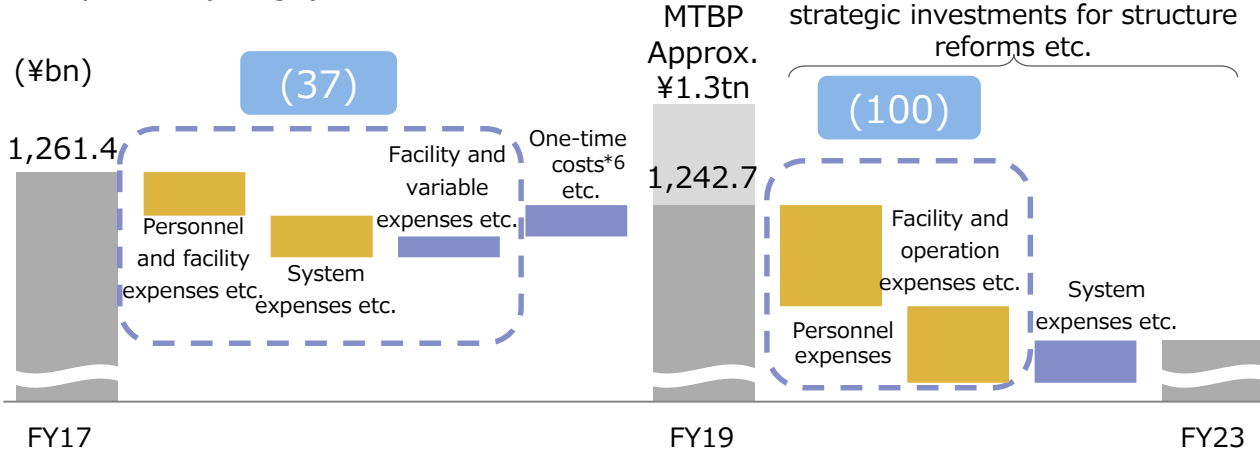 MTBP
Approx.
¥1.3tn
strategic investments for structure
reforms etc.
(¥bn)
(37)
(100)
1,261.4
Personnel
and facility
expenses etc.
System
expenses etc.
Facility and
variable
expenses etc.
One-time
costs*6
etc.
1,242.7
Personnel
expenses
Facility and
operation
expenses etc.
System
expenses etc.
FY17
FY19
FY23